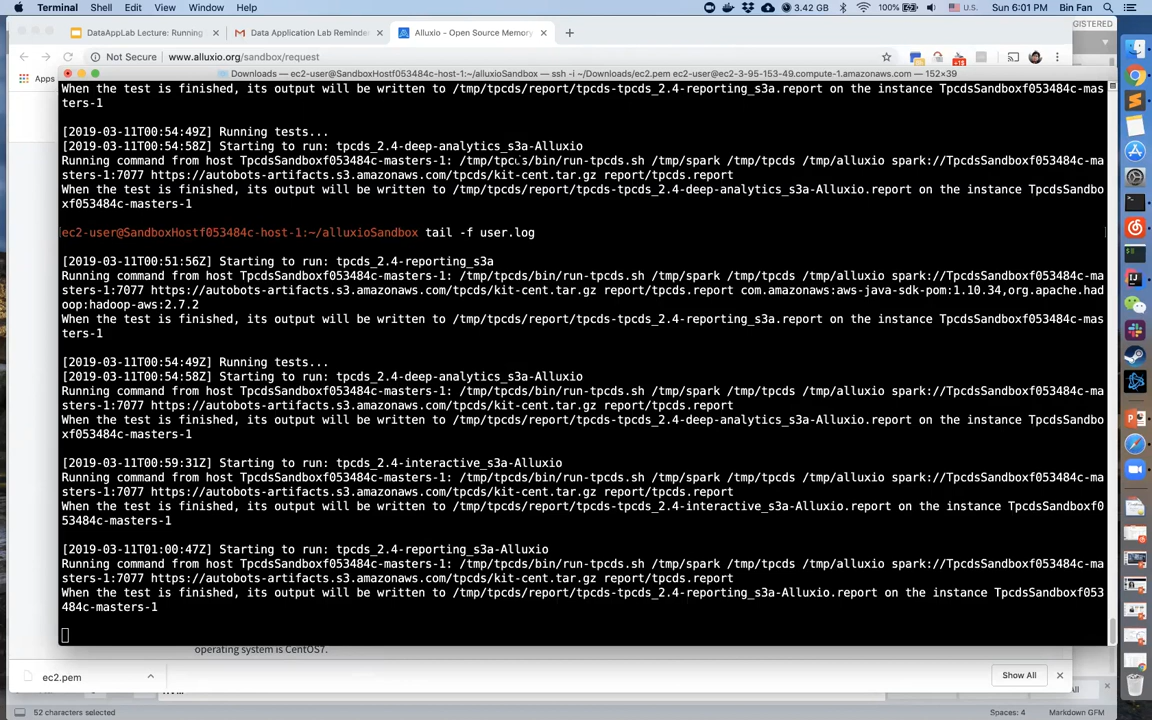 Terminal Shell Edit View Window Help 3.42 GB 100% U.S. Sun 6:01 PM Bin Fan
DataAppLab Lecture: Running × Data Application Lab Reminder × Alluxio - Open Source Memory × +
GISTERED
Not Secure www.alluxio.org/sandbox/request
Apps
Downloads — ec2-user@SandboxHostf053484c-host-1:~/alluxioSandbox — ssh -i ~/Downloads/ec2.pem ec2-user@ec2-3-95-153-49.compute-1.amazonaws.com — 152×39
When the test is finished, its output will be written to /tmp/tpcds/report/tpcds-tpcds_2.4-reporting_s3a.report on the instance TpcdsSandboxf053484c-mas
ters-1
[2019-03-11T00:54:49Z] Running tests...
[2019-03-11T00:54:58Z] Starting to run: tpcds_2.4-deep-analytics_s3a-Alluxio
Running command from host TpcdsSandboxf053484c-masters-1: /tmp/tpcds/bin/run-tpcds.sh /tmp/spark /tmp/tpcds /tmp/alluxio spark://TpcdsSandboxf053484c-ma
sters-1:7077 https://autobots-artifacts.s3.amazonaws.com/tpcds/kit-cent.tar.gz report/tpcds.report
When the test is finished, its output will be written to /tmp/tpcds/report/tpcds-tpcds_2.4-deep-analytics_s3a-Alluxio.report on the instance TpcdsSandbo
xf053484c-masters-1
[ec2-user@SandboxHostf053484c-host-1:~/alluxioSandbox tail -f user.log ]
[2019-03-11T00:51:56Z] Starting to run: tpcds_2.4-reporting_s3a
Running command from host TpcdsSandboxf053484c-masters-1: /tmp/tpcds/bin/run-tpcds.sh /tmp/spark /tmp/tpcds /tmp/alluxio spark://TpcdsSandboxf053484c-ma
sters-1:7077 https://autobots-artifacts.s3.amazonaws.com/tpcds/kit-cent.tar.gz report/tpcds.report com.amazonaws:aws-java-sdk-pom:1.10.34,org.apache.had
oop:hadoop-aws:2.7.2
When the test is finished, its output will be written to /tmp/tpcds/report/tpcds-tpcds_2.4-reporting_s3a.report on the instance TpcdsSandboxf053484c-mas
ters-1
[2019-03-11T00:54:49Z] Running tests...
[2019-03-11T00:54:58Z] Starting to run: tpcds_2.4-deep-analytics_s3a-Alluxio
Running command from host TpcdsSandboxf053484c-masters-1: /tmp/tpcds/bin/run-tpcds.sh /tmp/spark /tmp/tpcds /tmp/alluxio spark://TpcdsSandboxf053484c-ma
sters-1:7077 https://autobots-artifacts.s3.amazonaws.com/tpcds/kit-cent.tar.gz report/tpcds.report
When the test is finished, its output will be written to /tmp/tpcds/report/tpcds-tpcds_2.4-deep-analytics_s3a-Alluxio.report on the instance TpcdsSandbo
xf053484c-masters-1
[2019-03-11T00:59:31Z] Starting to run: tpcds_2.4-interactive_s3a-Alluxio
Running command from host TpcdsSandboxf053484c-masters-1: /tmp/tpcds/bin/run-tpcds.sh /tmp/spark /tmp/tpcds /tmp/alluxio spark://TpcdsSandboxf053484c-ma
sters-1:7077 https://autobots-artifacts.s3.amazonaws.com/tpcds/kit-cent.tar.gz report/tpcds.report
When the test is finished, its output will be written to /tmp/tpcds/report/tpcds-tpcds_2.4-interactive_s3a-Alluxio.report on the instance TpcdsSandboxf0
53484c-masters-1
[2019-03-11T01:00:47Z] Starting to run: tpcds_2.4-reporting_s3a-Alluxio
Running command from host TpcdsSandboxf053484c-masters-1: /tmp/tpcds/bin/run-tpcds.sh /tmp/spark /tmp/tpcds /tmp/alluxio spark://TpcdsSandboxf053484c-ma
sters-1:7077 https://autobots-artifacts.s3.amazonaws.com/tpcds/kit-cent.tar.gz report/tpcds.report
When the test is finished, its output will be written to /tmp/tpcds/report/tpcds-tpcds_2.4-reporting_s3a-Alluxio.report on the instance TpcdsSandboxf053
484c-masters-1
operating system is CentOS7.
ec2.pem Show All
52 characters selected Spaces: 4 Markdown GFM